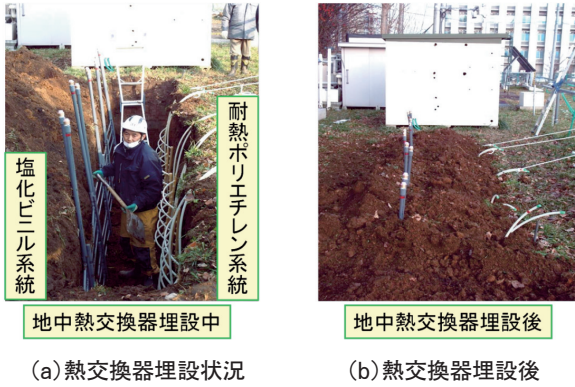 塩化ビニル系統
耐熱ポリエチレン系統
地中熱交換器埋設中
地中熱交換器埋設後
(a)熱交換器埋設状況
(b)熱交換器埋設後